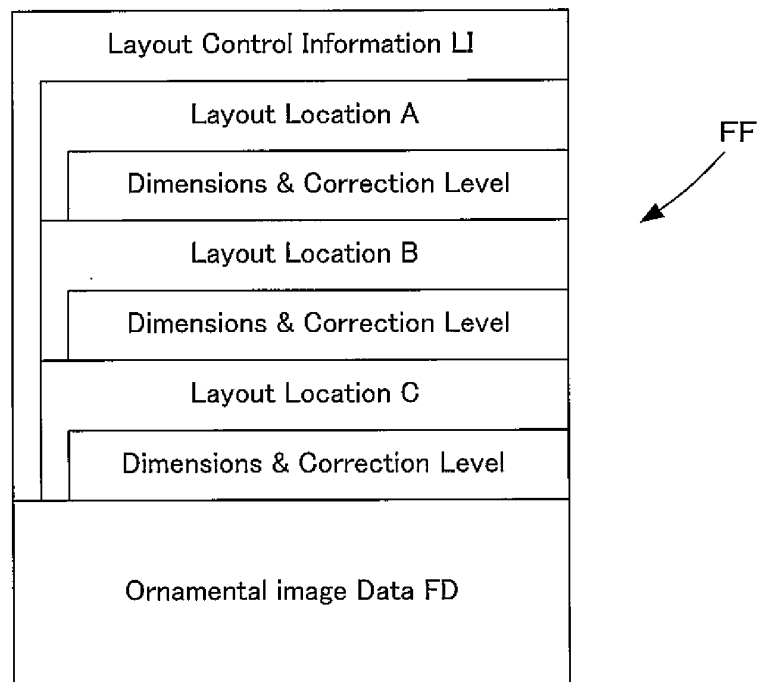 Layout Control Information LI
Layout Location A
FF
Dimensions & Correction Level
Layout Location B
Dimensions & Correction Level
Layout Location C
Dimensions & Correction Level
Ornamental image Data FD